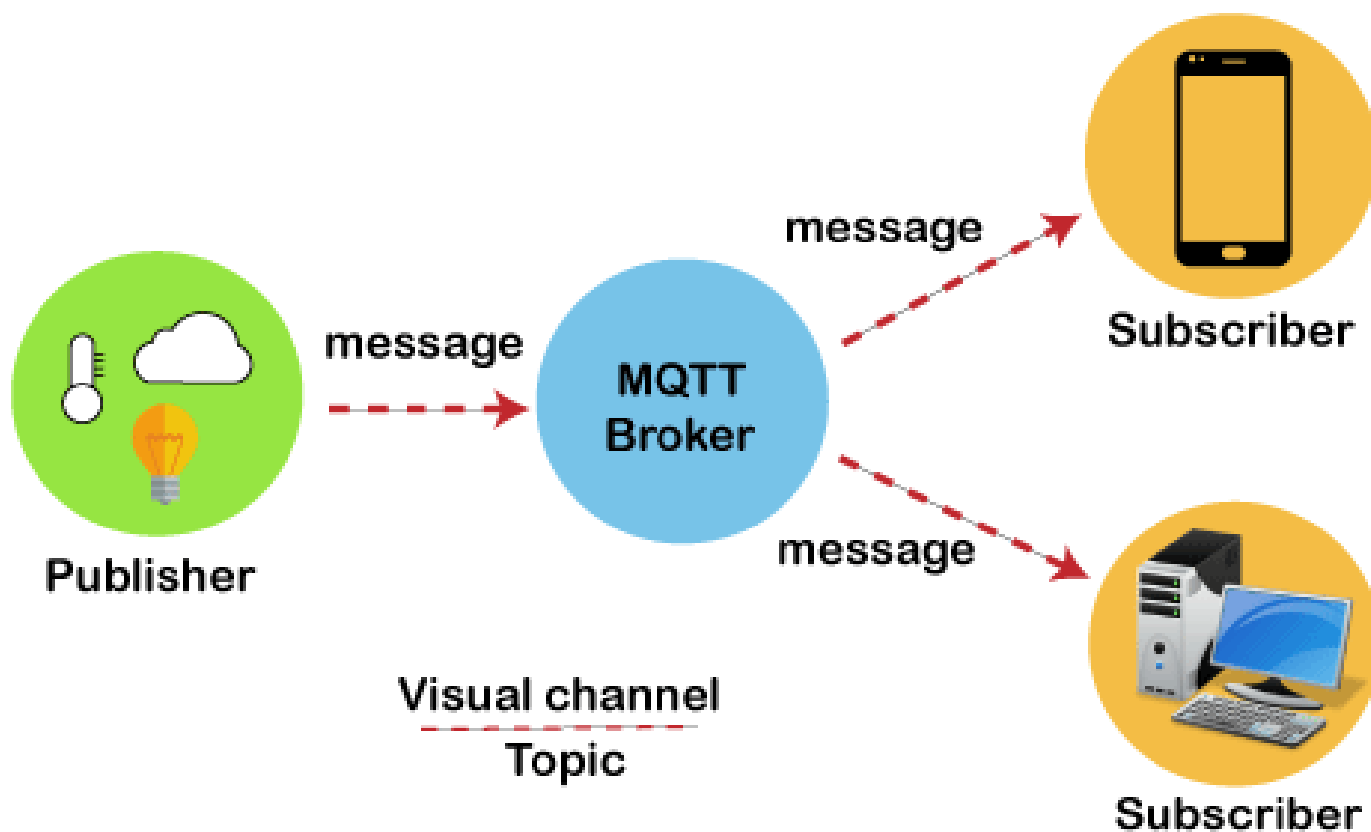 message
Subscriber
message
MQTT
Broker
Publisher
message
Visual channel
Topic
Subscriber